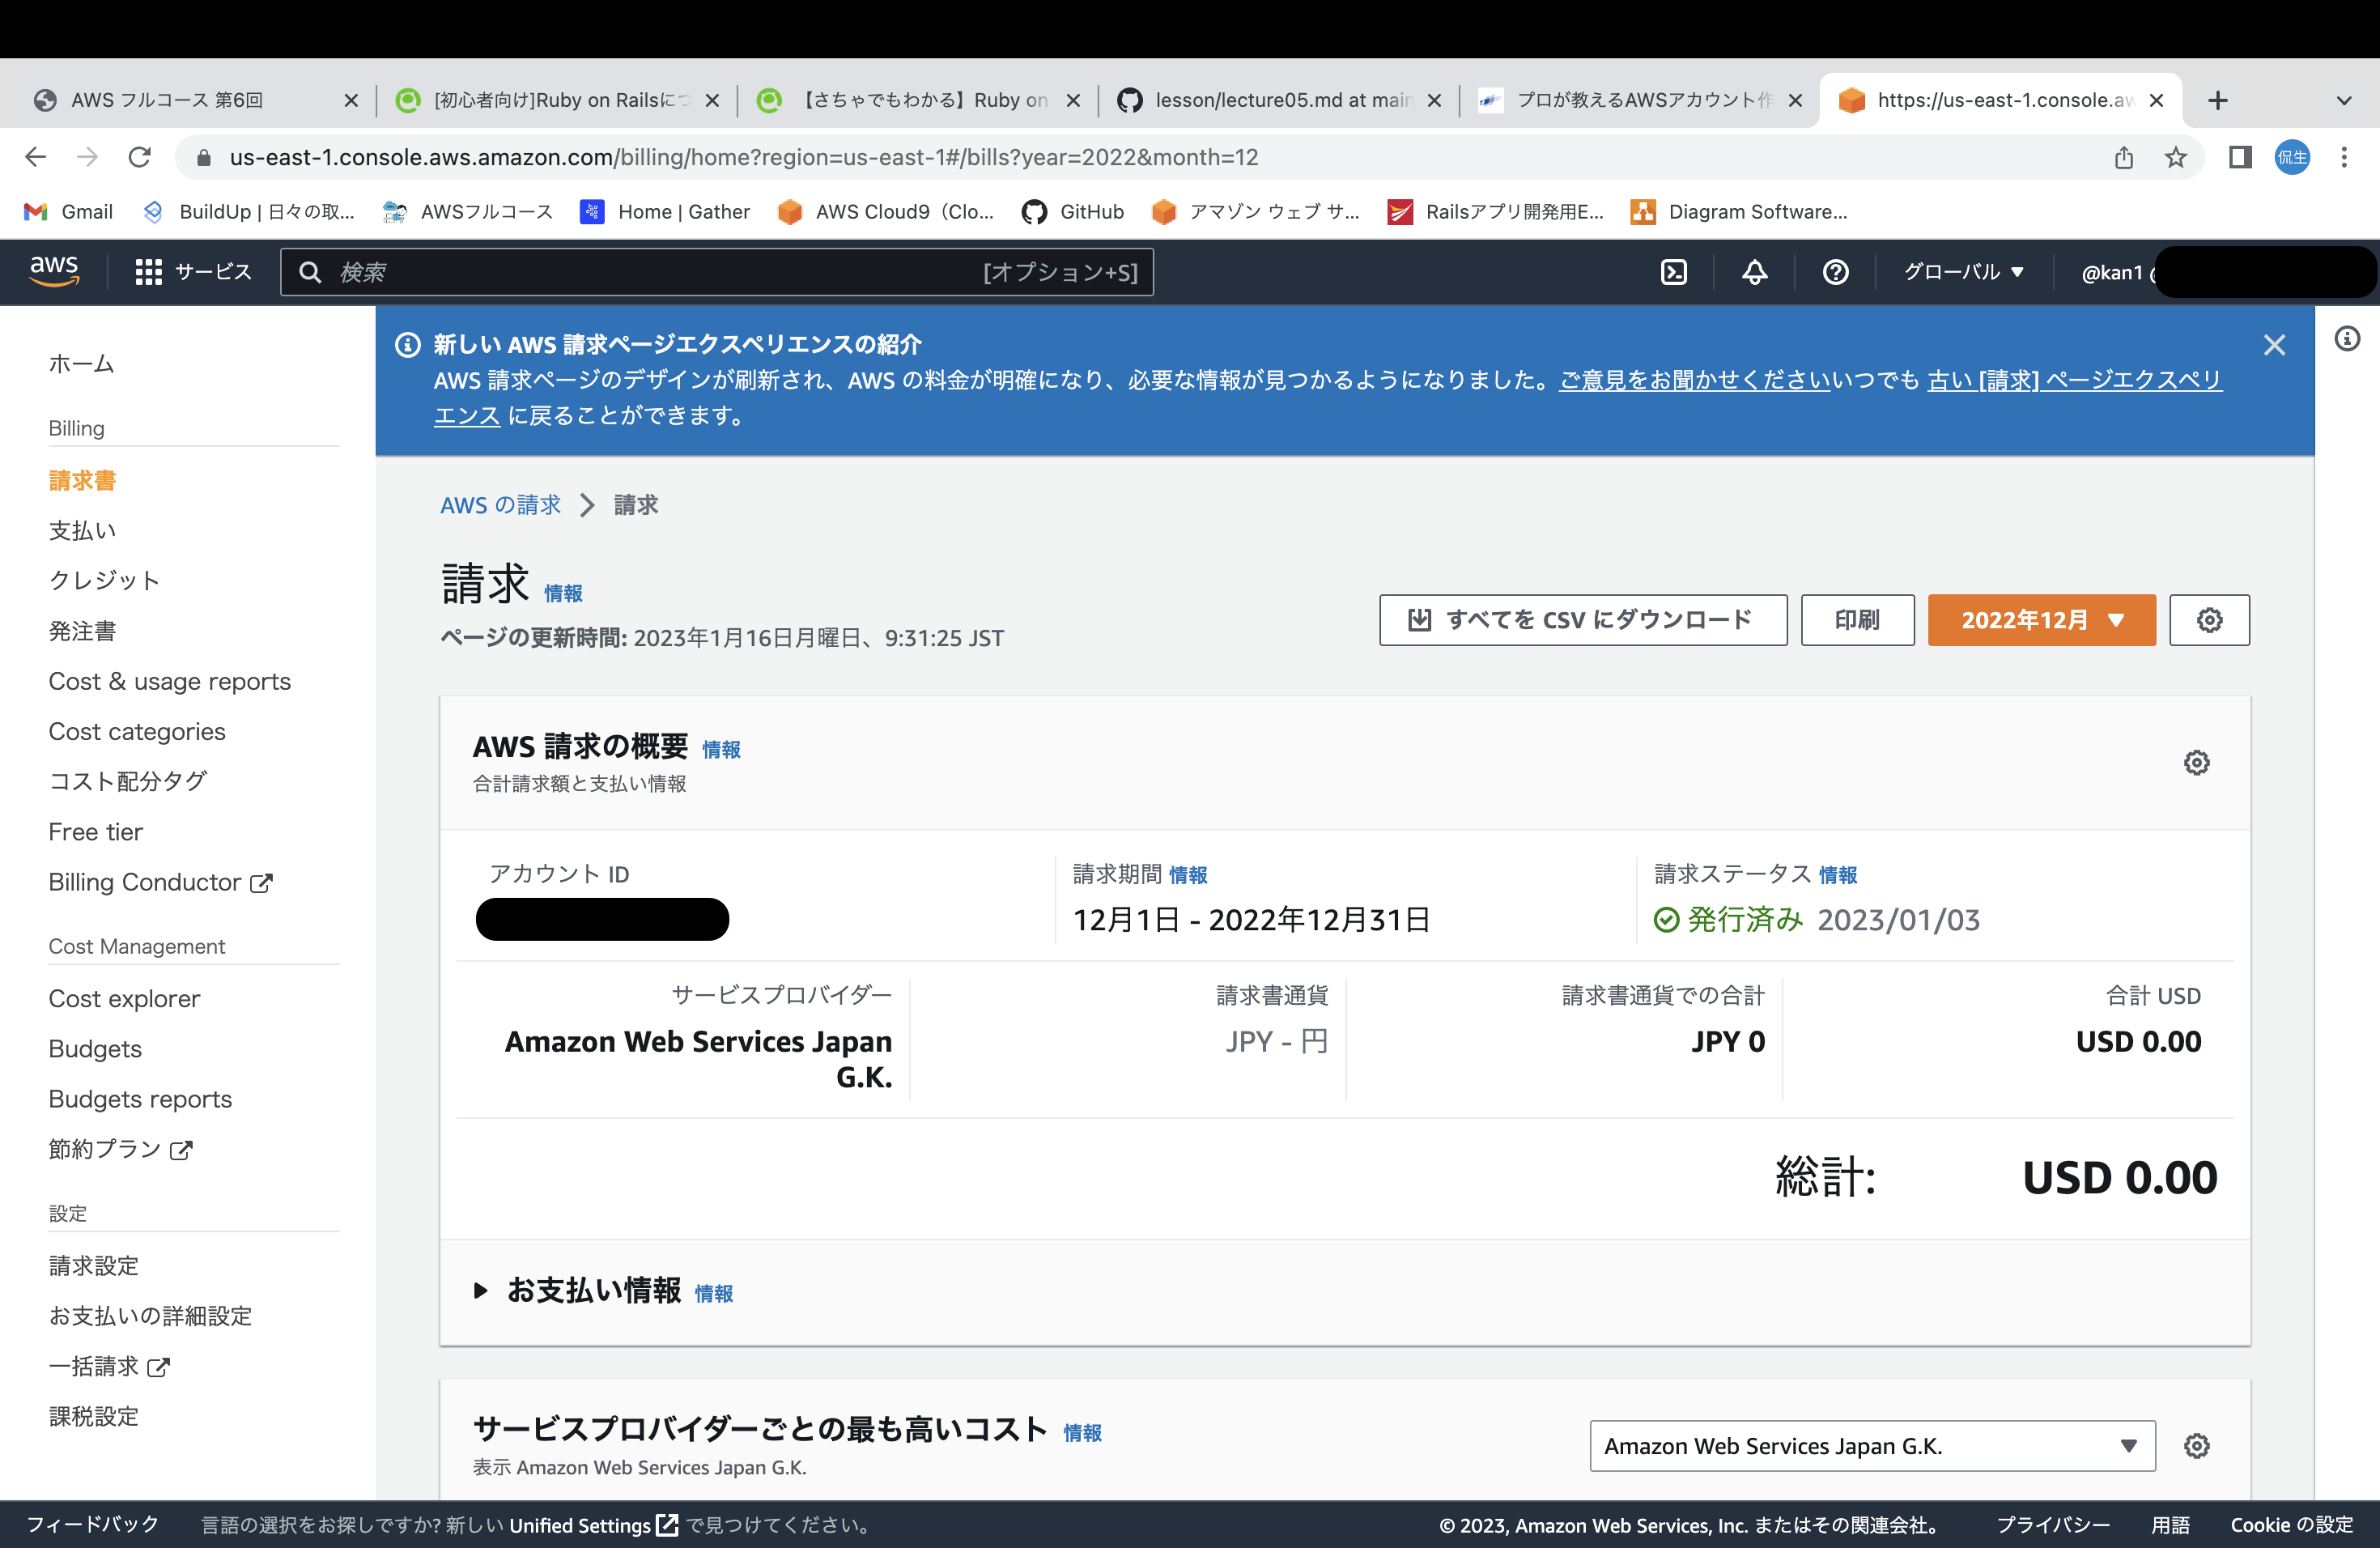 AWS フルコース 第6回
[初心者向け]Ruby on Railsにつ
【さちゃでもわかる】Ruby on
lesson/lecture05.md at main
プロが教えるAWSアカウント作
https://us-east-1.console.aw
us-east-1.console.aws.amazon.com/billing/home?region=us-east-1#/bills?year=2022&month=12
侃生
Gmail
BuildUp | 日々の取...
AWSフルコース
Home | Gather
AWS Cloud9（Clo...
GitHub
アマゾン ウェブ サ...
Railsアプリ開発用E...
Diagram Software...
aws
サービス
検索
[オプション+S]
グローバル
@kan1
新しい AWS 請求ページエクスペリエンスの紹介
AWS 請求ページのデザインが刷新され、AWS の料金が明確になり、必要な情報が見つかるようになりました。ご意見をお聞かせくださいいつでも 古い [請求] ページエクスペリ
エンス に戻ることができます。
ホーム
Billing
請求書
支払い
クレジット
発注書
Cost & usage reports
Cost categories
コスト配分タグ
Free tier
Billing Conductor
Cost Management
Cost explorer
Budgets
Budgets reports
節約プラン
設定
請求設定
お支払いの詳細設定
一括請求
課税設定
AWS の請求
請求
請求 情報
ページの更新時間: 2023年1月16日月曜日、9:31:25 JST
すべてを CSV にダウンロード
印刷
2022年12月
AWS 請求の概要 情報
合計請求額と支払い情報
アカウント ID
請求期間 情報
12月1日 - 2022年12月31日
請求ステータス 情報
発行済み 2023/01/03
サービスプロバイダー
Amazon Web Services Japan
G.K.
請求書通貨
JPY - 円
請求書通貨での合計
JPY 0
合計 USD
USD 0.00
総計: USD 0.00
お支払い情報 情報
サービスプロバイダーごとの最も高いコスト 情報
表示 Amazon Web Services Japan G.K.
Amazon Web Services Japan G.K.
フィードバック
言語の選択をお探しですか? 新しい Unified Settings で見つけてください。
© 2023, Amazon Web Services, Inc. またはその関連会社。
プライバシー
用語
Cookie の設定